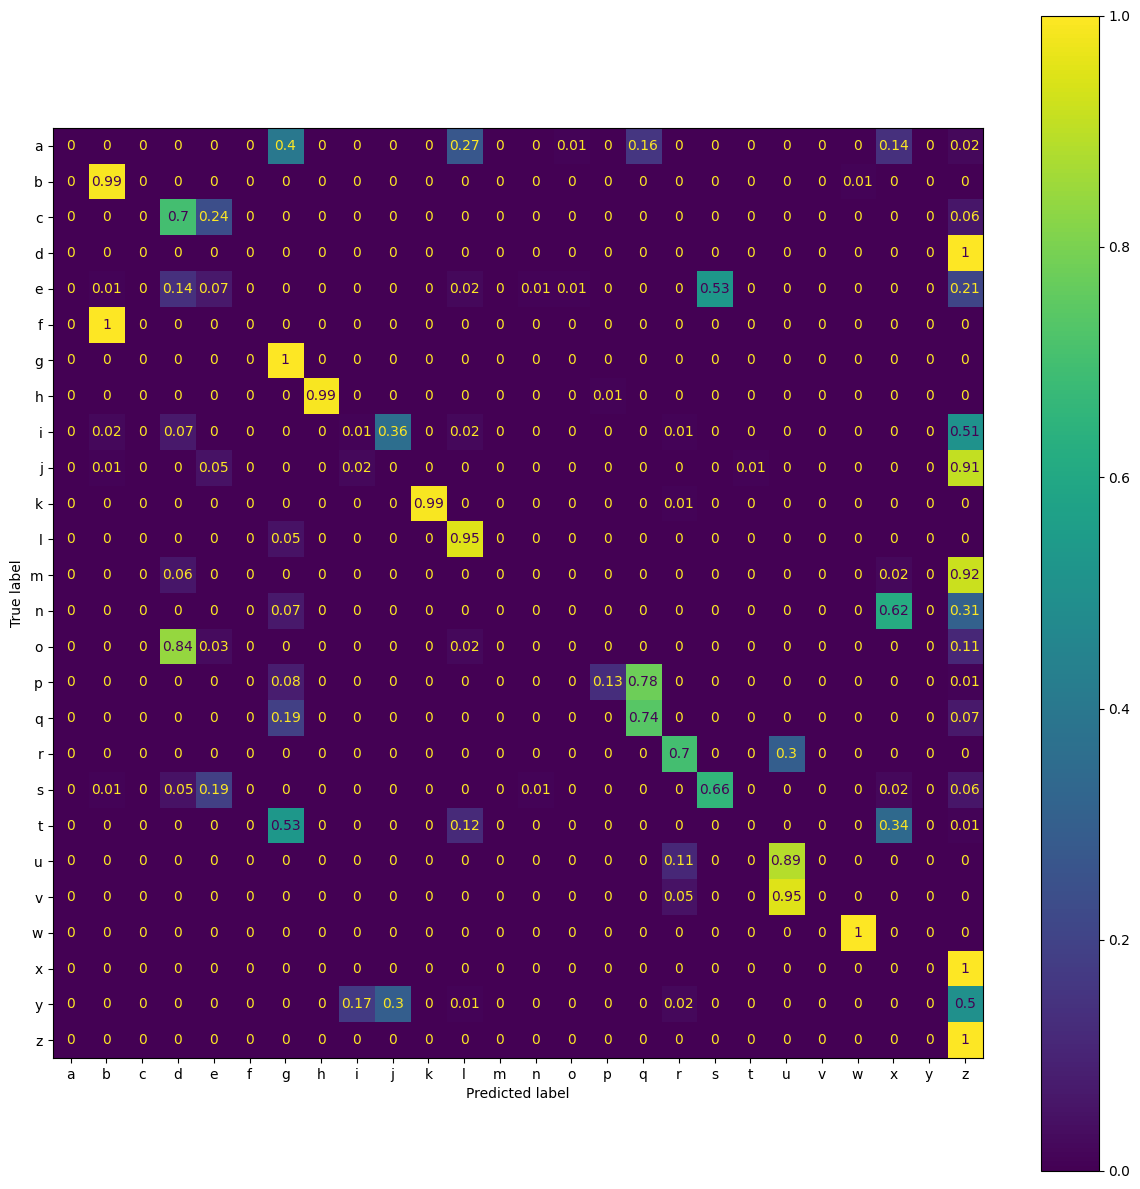 True label
a 0 0 0 0 0 0 0.4 0 0 0 0 0.27 0 0 0.01 0 0.16 0 0 0 0 0 0 0.14 0 0.02
b 0 0.99 0 0 0 0 0 0 0 0 0 0 0 0 0 0 0 0 0 0 0 0 0.01 0 0 0
c 0 0 0 0.7 0.24 0 0 0 0 0 0 0 0 0 0 0 0 0 0 0 0 0 0 0 0 0.06
d 0 0 0 0 0 0 0 0 0 0 0 0 0 0 0 0 0 0 0 0 0 0 0 0 0 1
e 0 0.01 0 0.14 0.07 0 0 0 0 0 0 0.02 0 0.01 0.01 0 0 0 0.53 0 0 0 0 0 0 0.21
f 0 1 0 0 0 0 0 0 0 0 0 0 0 0 0 0 0 0 0 0 0 0 0 0 0 0
g 0 0 0 0 0 0 1 0 0 0 0 0 0 0 0 0 0 0 0 0 0 0 0 0 0 0
h 0 0 0 0 0 0 0 0.99 0 0 0 0 0 0 0 0.01 0 0 0 0 0 0 0 0 0 0
i 0 0.02 0 0.07 0 0 0 0 0.01 0.36 0 0.02 0 0 0 0 0 0.01 0 0 0 0 0 0 0 0.51
j 0 0.01 0 0 0.05 0 0 0 0.02 0 0 0 0 0 0 0 0 0 0 0.01 0 0 0 0 0 0.91
k 0 0 0 0 0 0 0 0 0 0 0.99 0 0 0 0 0 0 0.01 0 0 0 0 0 0 0 0
l 0 0 0 0 0 0 0.05 0 0 0 0 0.95 0 0 0 0 0 0 0 0 0 0 0 0 0 0
m 0 0 0 0.06 0 0 0 0 0 0 0 0 0 0 0 0 0 0 0 0 0 0 0 0.02 0 0.92
n 0 0 0 0 0 0 0.07 0 0 0 0 0 0 0 0 0 0 0 0 0 0 0 0 0.62 0 0.31
o 0 0 0 0.84 0.03 0 0 0 0 0 0 0.02 0 0 0 0 0 0 0 0 0 0 0 0 0 0.11
p 0 0 0 0 0 0 0.08 0 0 0 0 0 0 0 0 0.13 0.78 0 0 0 0 0 0 0 0 0.01
q 0 0 0 0 0 0 0.19 0 0 0 0 0 0 0 0 0 0.74 0 0 0 0 0 0 0 0 0.07
r 0 0 0 0 0 0 0 0 0 0 0 0 0 0 0 0 0 0.7 0 0 0.3 0 0 0 0 0
s 0 0.01 0 0.05 0.19 0 0 0 0 0 0 0 0 0.01 0 0 0 0 0.66 0 0 0 0 0.02 0 0.06
t 0 0 0 0 0 0 0.53 0 0 0 0 0.12 0 0 0 0 0 0 0 0 0 0 0 0.34 0 0.01
u 0 0 0 0 0 0 0 0 0 0 0 0 0 0 0 0 0 0.11 0 0 0.89 0 0 0 0 0
v 0 0 0 0 0 0 0 0 0 0 0 0 0 0 0 0 0 0.05 0 0 0.95 0 0 0 0 0
w 0 0 0 0 0 0 0 0 0 0 0 0 0 0 0 0 0 0 0 0 0 0 1 0 0 0
x 0 0 0 0 0 0 0 0 0 0 0 0 0 0 0 0 0 0 0 0 0 0 0 0 0 1
y 0 0 0 0 0 0 0 0 0.17 0.3 0 0.01 0 0 0 0 0 0.02 0 0 0 0 0 0 0 0.5
z 0 0 0 0 0 0 0 0 0 0 0 0 0 0 0 0 0 0 0 0 0 0 0 0 0 1
a b c d e f g h i j k l m n o p q r s t u v w x y z
Predicted label
1.0
0.8
0.6
0.4
0.2
0.0